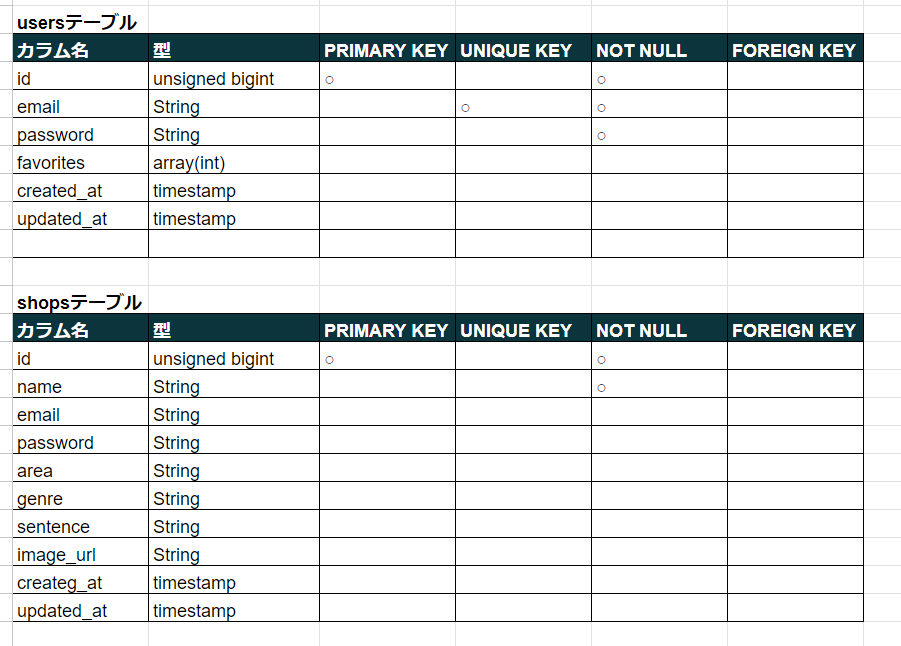 usersテーブル
カラム名 型 PRIMARY KEY UNIQUE KEY NOT NULL FOREIGN KEY
id unsigned bigint ○ ○
email String ○ ○
password String ○
favorites array(int)
created_at timestamp
updated_at timestamp
shopsテーブル
カラム名 型 PRIMARY KEY UNIQUE KEY NOT NULL FOREIGN KEY
id unsigned bigint ○ ○
name String ○
email String
password String
area String
genre String
sentence String
image_url String
createg_at timestamp
updated_at timestamp